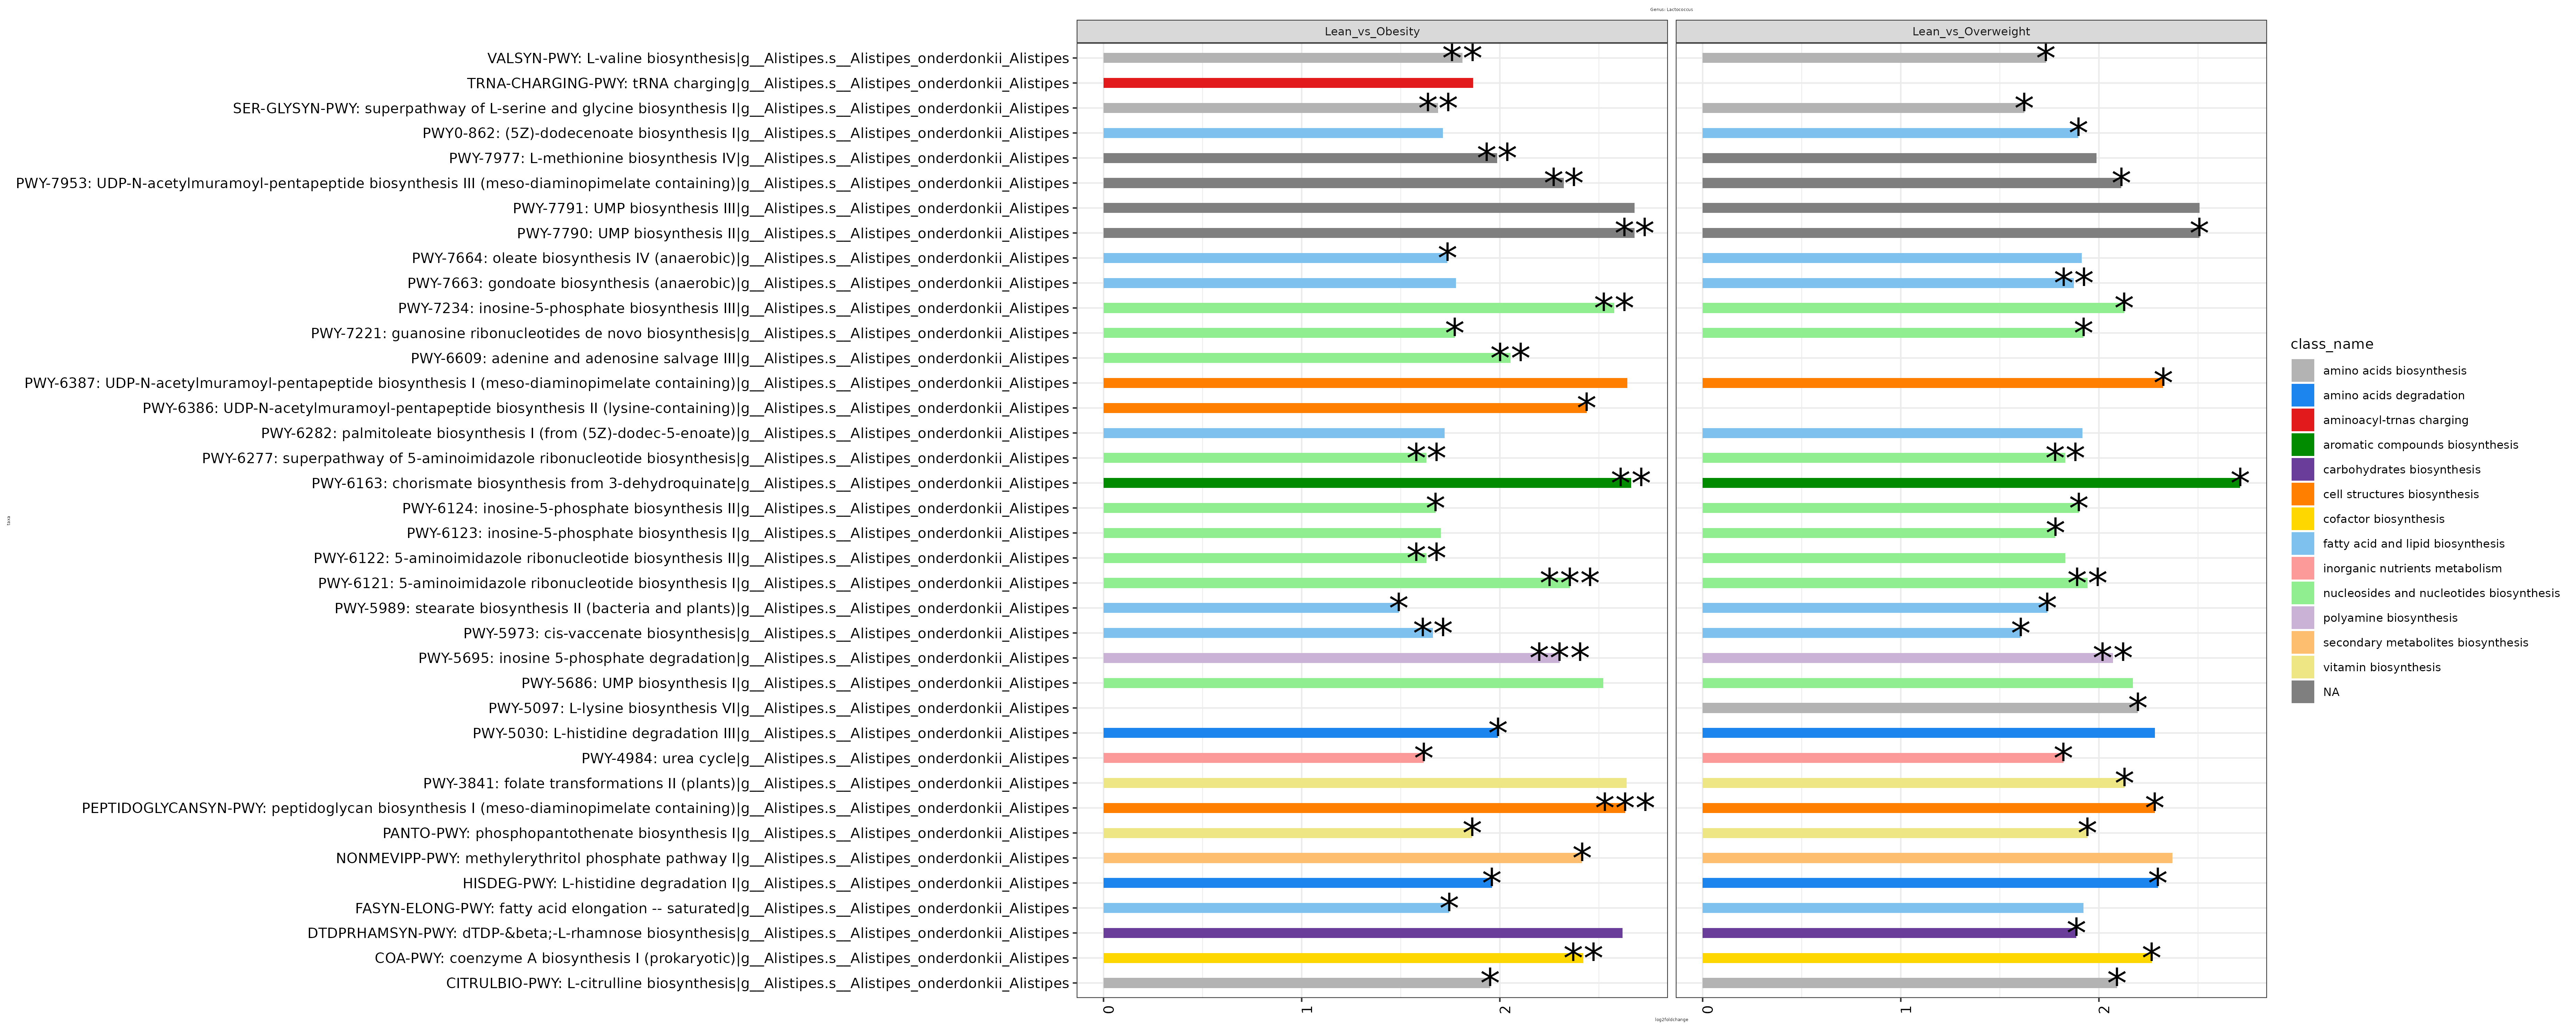 Genus: Lactococcus
Lean_vs_Obesity
Lean_vs_Overweight
VALSYN-PWY: L-valine biosynthesis|g__Alistipes.s__Alistipes_onderdonkii_Alistipes
TRNA-CHARGING-PWY: tRNA charging|g__Alistipes.s__Alistipes_onderdonkii_Alistipes
SER-GLYSYN-PWY: superpathway of L-serine and glycine biosynthesis I|g__Alistipes.s__Alistipes_onderdonkii_Alistipes
PWY0-862: (5Z)-dodecenoate biosynthesis I|g__Alistipes.s__Alistipes_onderdonkii_Alistipes
PWY-7977: L-methionine biosynthesis IV|g__Alistipes.s__Alistipes_onderdonkii_Alistipes
PWY-7953: UDP-N-acetylmuramoyl-pentapeptide biosynthesis III (meso-diaminopimelate containing)|g__Alistipes.s__Alistipes_onderdonkii_Alistipes
PWY-7791: UMP biosynthesis III|g__Alistipes.s__Alistipes_onderdonkii_Alistipes
PWY-7790: UMP biosynthesis II|g__Alistipes.s__Alistipes_onderdonkii_Alistipes
PWY-7664: oleate biosynthesis IV (anaerobic)|g__Alistipes.s__Alistipes_onderdonkii_Alistipes
PWY-7663: gondoate biosynthesis (anaerobic)|g__Alistipes.s__Alistipes_onderdonkii_Alistipes
PWY-7234: inosine-5-phosphate biosynthesis III|g__Alistipes.s__Alistipes_onderdonkii_Alistipes
PWY-7221: guanosine ribonucleotides de novo biosynthesis|g__Alistipes.s__Alistipes_onderdonkii_Alistipes
PWY-6609: adenine and adenosine salvage III|g__Alistipes.s__Alistipes_onderdonkii_Alistipes
PWY-6387: UDP-N-acetylmuramoyl-pentapeptide biosynthesis I (meso-diaminopimelate containing)|g__Alistipes.s__Alistipes_onderdonkii_Alistipes
PWY-6386: UDP-N-acetylmuramoyl-pentapeptide biosynthesis II (lysine-containing)|g__Alistipes.s__Alistipes_onderdonkii_Alistipes
PWY-6282: palmitoleate biosynthesis I (from (5Z)-dodec-5-enoate)|g__Alistipes.s__Alistipes_onderdonkii_Alistipes
PWY-6277: superpathway of 5-aminoimidazole ribonucleotide biosynthesis|g__Alistipes.s__Alistipes_onderdonkii_Alistipes
PWY-6163: chorismate biosynthesis from 3-dehydroquinate|g__Alistipes.s__Alistipes_onderdonkii_Alistipes
PWY-6124: inosine-5-phosphate biosynthesis II|g__Alistipes.s__Alistipes_onderdonkii_Alistipes
PWY-6123: inosine-5-phosphate biosynthesis I|g__Alistipes.s__Alistipes_onderdonkii_Alistipes
PWY-6122: 5-aminoimidazole ribonucleotide biosynthesis II|g__Alistipes.s__Alistipes_onderdonkii_Alistipes
PWY-6121: 5-aminoimidazole ribonucleotide biosynthesis I|g__Alistipes.s__Alistipes_onderdonkii_Alistipes
PWY-5989: stearate biosynthesis II (bacteria and plants)|g__Alistipes.s__Alistipes_onderdonkii_Alistipes
PWY-5973: cis-vaccenate biosynthesis|g__Alistipes.s__Alistipes_onderdonkii_Alistipes
PWY-5695: inosine 5-phosphate degradation|g__Alistipes.s__Alistipes_onderdonkii_Alistipes
PWY-5686: UMP biosynthesis I|g__Alistipes.s__Alistipes_onderdonkii_Alistipes
PWY-5097: L-lysine biosynthesis VI|g__Alistipes.s__Alistipes_onderdonkii_Alistipes
PWY-5030: L-histidine degradation III|g__Alistipes.s__Alistipes_onderdonkii_Alistipes
PWY-4984: urea cycle|g__Alistipes.s__Alistipes_onderdonkii_Alistipes
PWY-3841: folate transformations II (plants)|g__Alistipes.s__Alistipes_onderdonkii_Alistipes
PEPTIDOGLYCANSYN-PWY: peptidoglycan biosynthesis I (meso-diaminopimelate containing)|g__Alistipes.s__Alistipes_onderdonkii_Alistipes
PANTO-PWY: phosphopantothenate biosynthesis I|g__Alistipes.s__Alistipes_onderdonkii_Alistipes
NONMEVIPP-PWY: methylerythritol phosphate pathway I|g__Alistipes.s__Alistipes_onderdonkii_Alistipes
HISDEG-PWY: L-histidine degradation I|g__Alistipes.s__Alistipes_onderdonkii_Alistipes
FASYN-ELONG-PWY: fatty acid elongation -- saturated|g__Alistipes.s__Alistipes_onderdonkii_Alistipes
DTDPRHAMSYN-PWY: dTDP-&beta;-L-rhamnose biosynthesis|g__Alistipes.s__Alistipes_onderdonkii_Alistipes
COA-PWY: coenzyme A biosynthesis I (prokaryotic)|g__Alistipes.s__Alistipes_onderdonkii_Alistipes
CITRULBIO-PWY: L-citrulline biosynthesis|g__Alistipes.s__Alistipes_onderdonkii_Alistipes
0 1 2
0 1 2
log2foldchange
class_name
amino acids biosynthesis
amino acids degradation
aminoacyl-trnas charging
aromatic compounds biosynthesis
carbohydrates biosynthesis
cell structures biosynthesis
cofactor biosynthesis
fatty acid and lipid biosynthesis
inorganic nutrients metabolism
nucleosides and nucleotides biosynthesis
polyamine biosynthesis
secondary metabolites biosynthesis
vitamin biosynthesis
NA